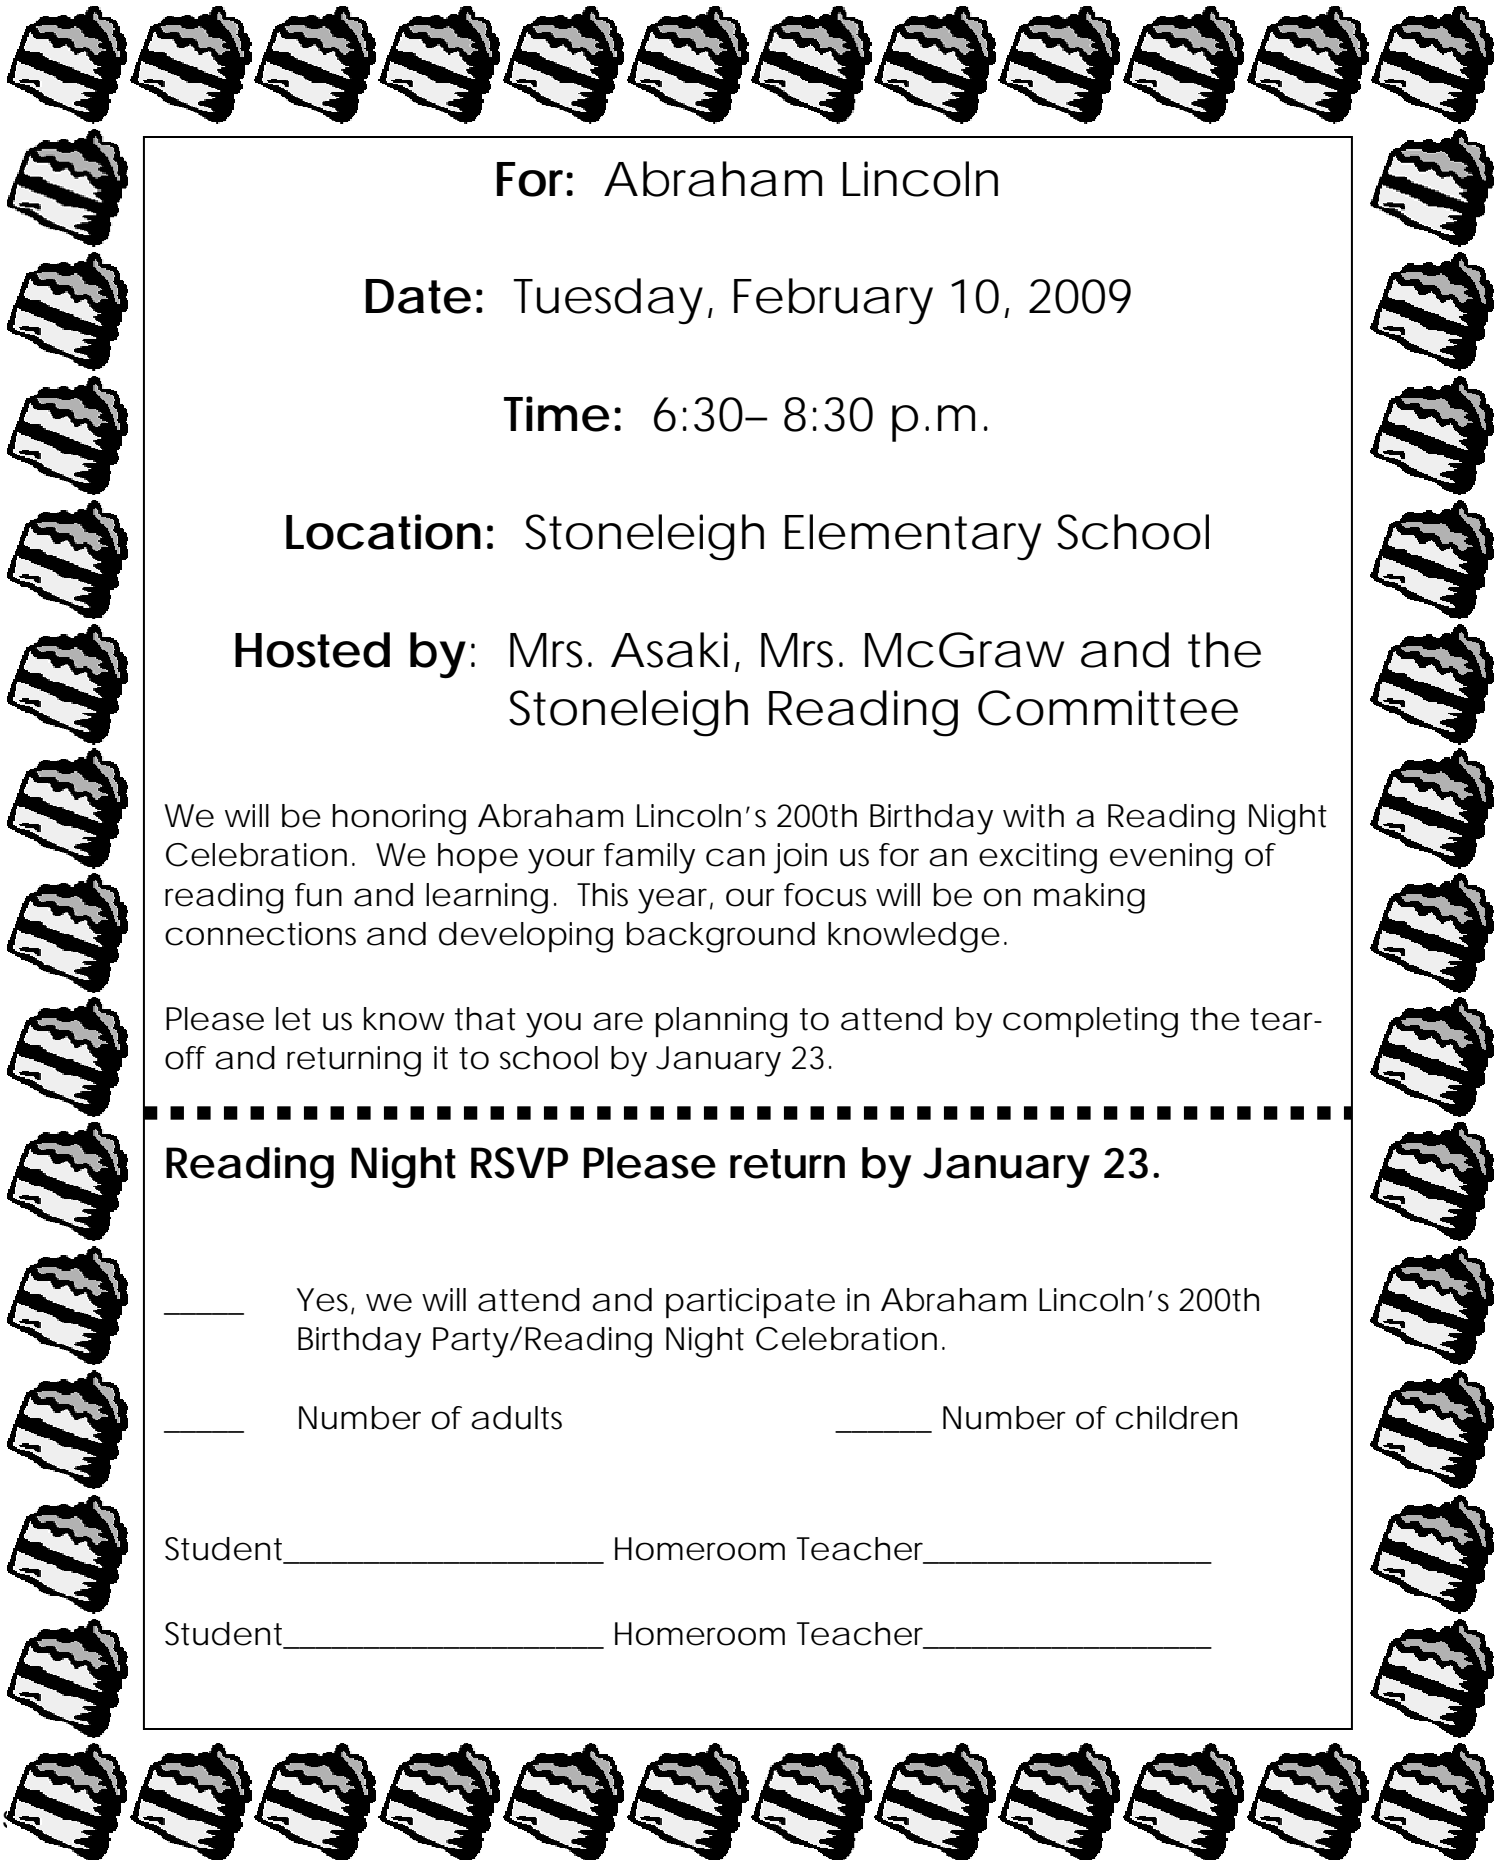 For: Abraham Lincoln
Date: Tuesday, February 10, 2009
Time: 6:30– 8:30 p.m.
Location: Stoneleigh Elementary School
Hosted by: Mrs. Asaki, Mrs. McGraw and the
Stoneleigh Reading Committee
We will be honoring Abraham Lincoln’s 200th Birthday with a Reading Night
Celebration. We hope your family can join us for an exciting evening of
reading fun and learning. This year, our focus will be on making
connections and developing background knowledge.
Please let us know that you are planning to attend by completing the tear-
off and returning it to school by January 23.
Reading Night RSVP Please return by January 23.
_____ Yes, we will attend and participate in Abraham Lincoln’s 200th
Birthday Party/Reading Night Celebration.
_____ Number of adults ______ Number of children
Student____________________ Homeroom Teacher__________________
Student____________________ Homeroom Teacher__________________